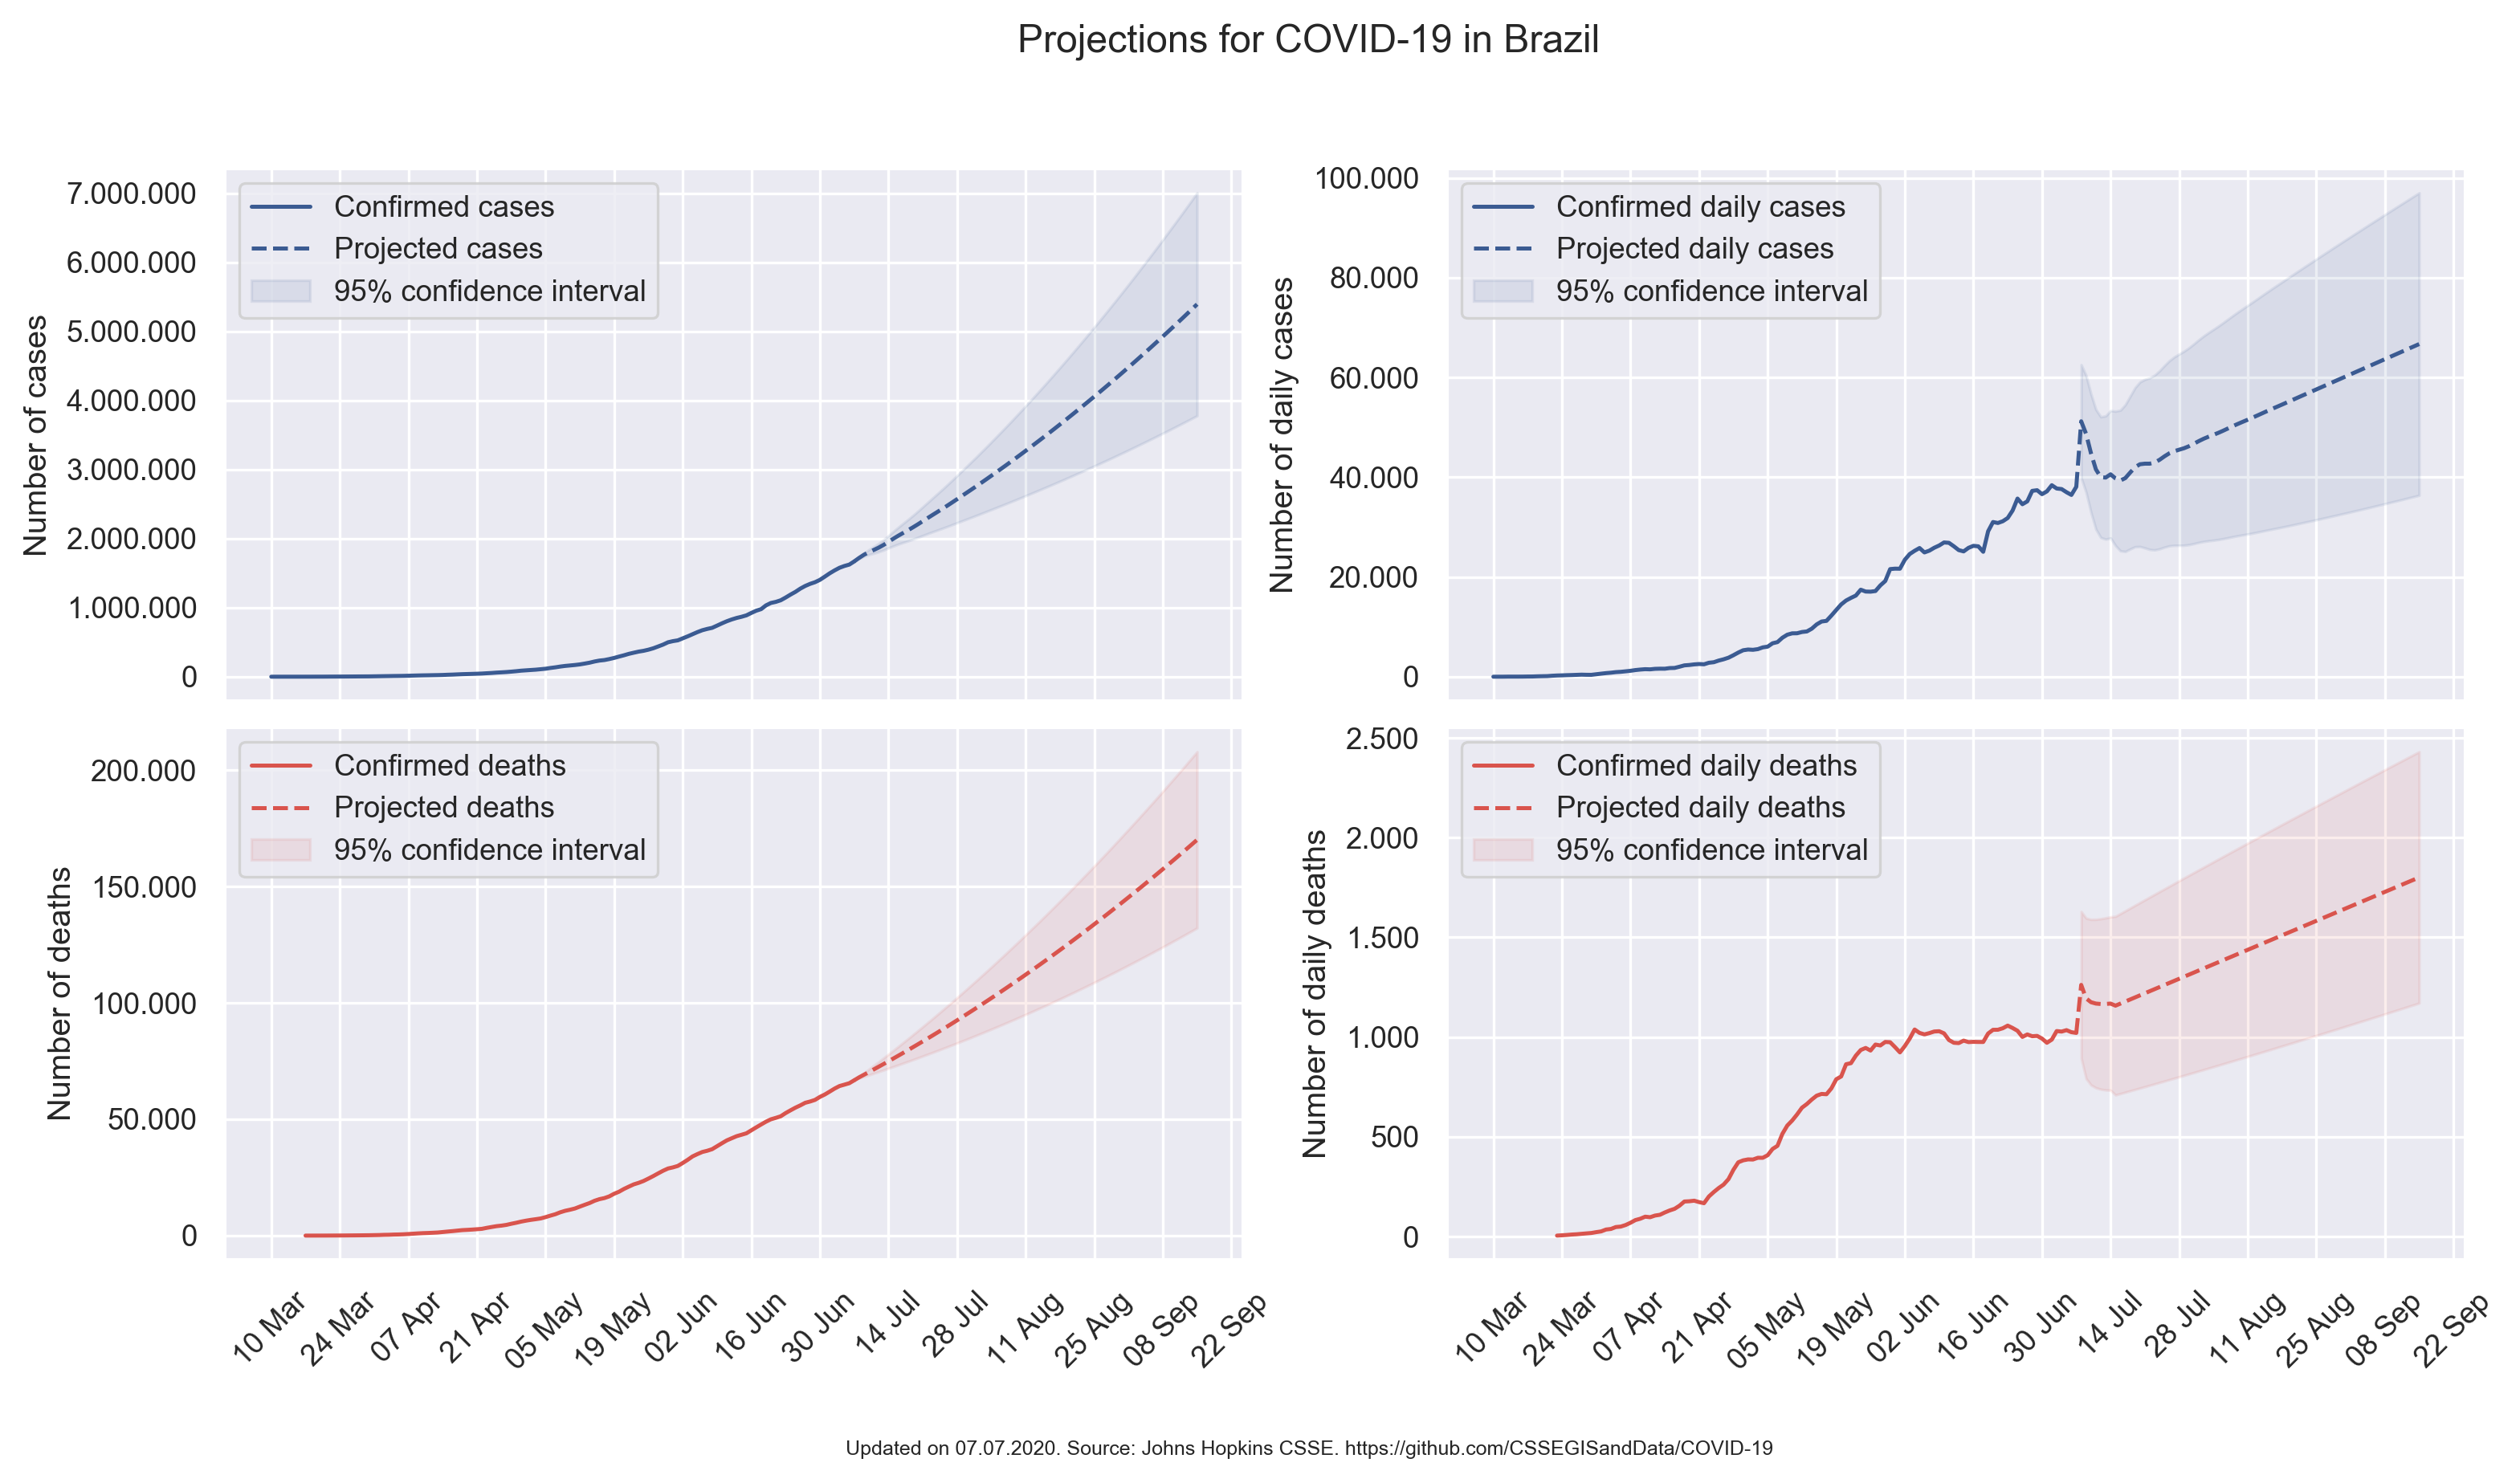 Projections for COVID-19 in Brazil
7.000.000
6.000.000
5.000.000
4.000.000
3.000.000
2.000.000
1.000.000
0
Number of cases
Confirmed cases
Projected cases
95% confidence interval
100.000
80.000
60.000
40.000
20.000
0
Number of daily cases
Confirmed daily cases
Projected daily cases
95% confidence interval
200.000
150.000
100.000
50.000
0
Number of deaths
Confirmed deaths
Projected deaths
95% confidence interval
10 Mar
24 Mar
07 Apr
21 Apr
05 May
19 May
02 Jun
16 Jun
30 Jun
14 Jul
28 Jul
11 Aug
25 Aug
08 Sep
22 Sep
2.500
2.000
1.500
1.000
500
0
Number of daily deaths
Confirmed daily deaths
Projected daily deaths
95% confidence interval
10 Mar
24 Mar
07 Apr
21 Apr
05 May
19 May
02 Jun
16 Jun
30 Jun
14 Jul
28 Jul
11 Aug
25 Aug
08 Sep
22 Sep
Updated on 07.07.2020. Source: Johns Hopkins CSSE. https://github.com/CSSEGISandData/COVID-19